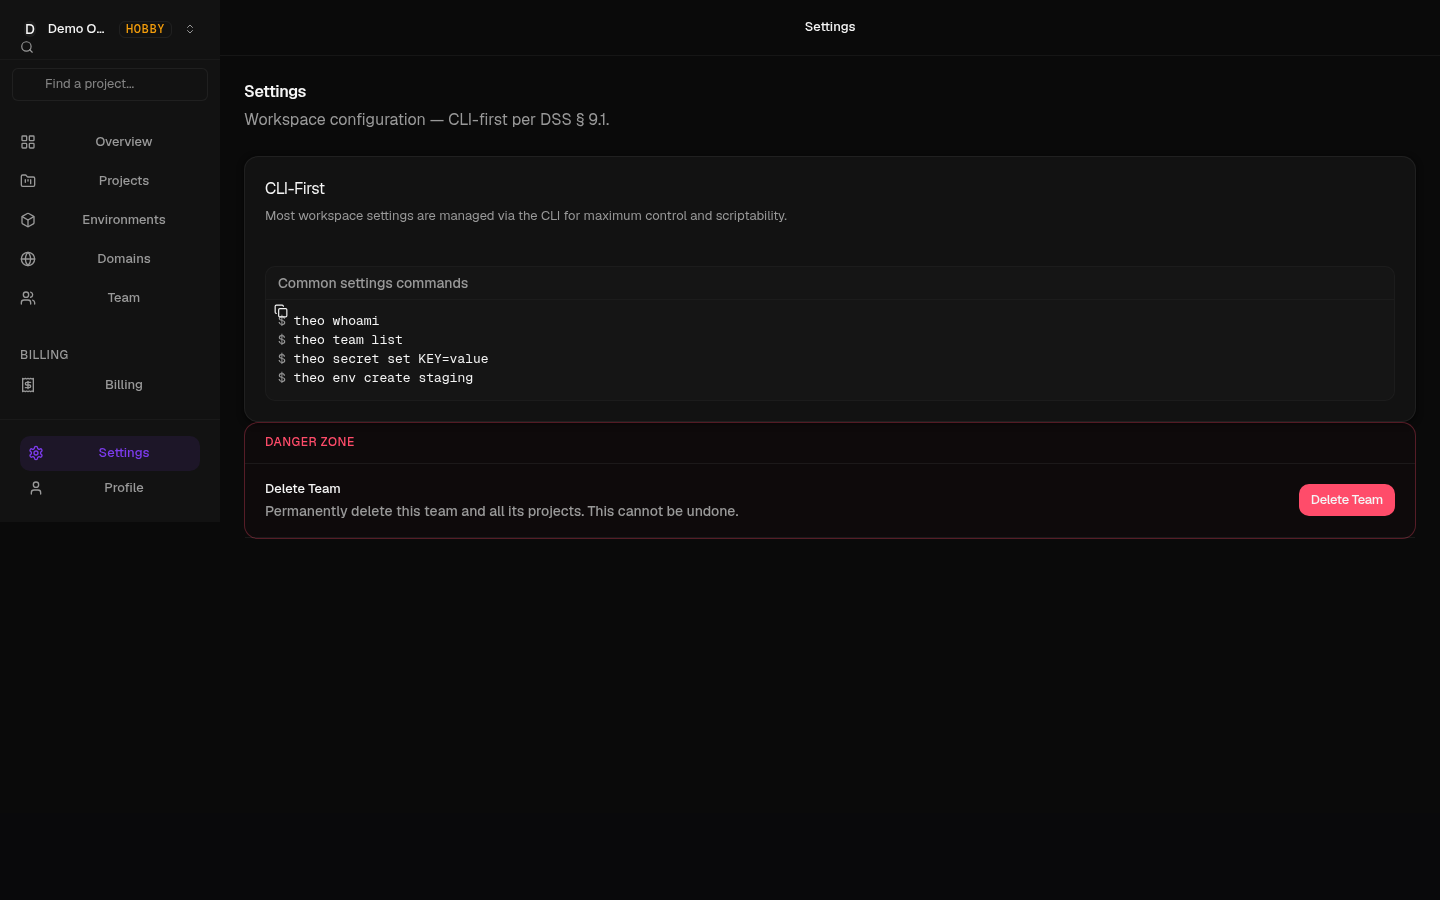 D Demo O... HOBBY
Find a project...
Overview
Projects
Environments
Domains
Team
BILLING
Billing
Settings
Profile
Settings
Settings
Workspace configuration — CLI-first per DSS § 9.1.
CLI-First
Most workspace settings are managed via the CLI for maximum control and scriptability.
Common settings commands
$ theo whoami
$ theo team list
$ theo secret set KEY=value
$ theo env create staging
DANGER ZONE
Delete Team
Permanently delete this team and all its projects. This cannot be undone.
Delete Team